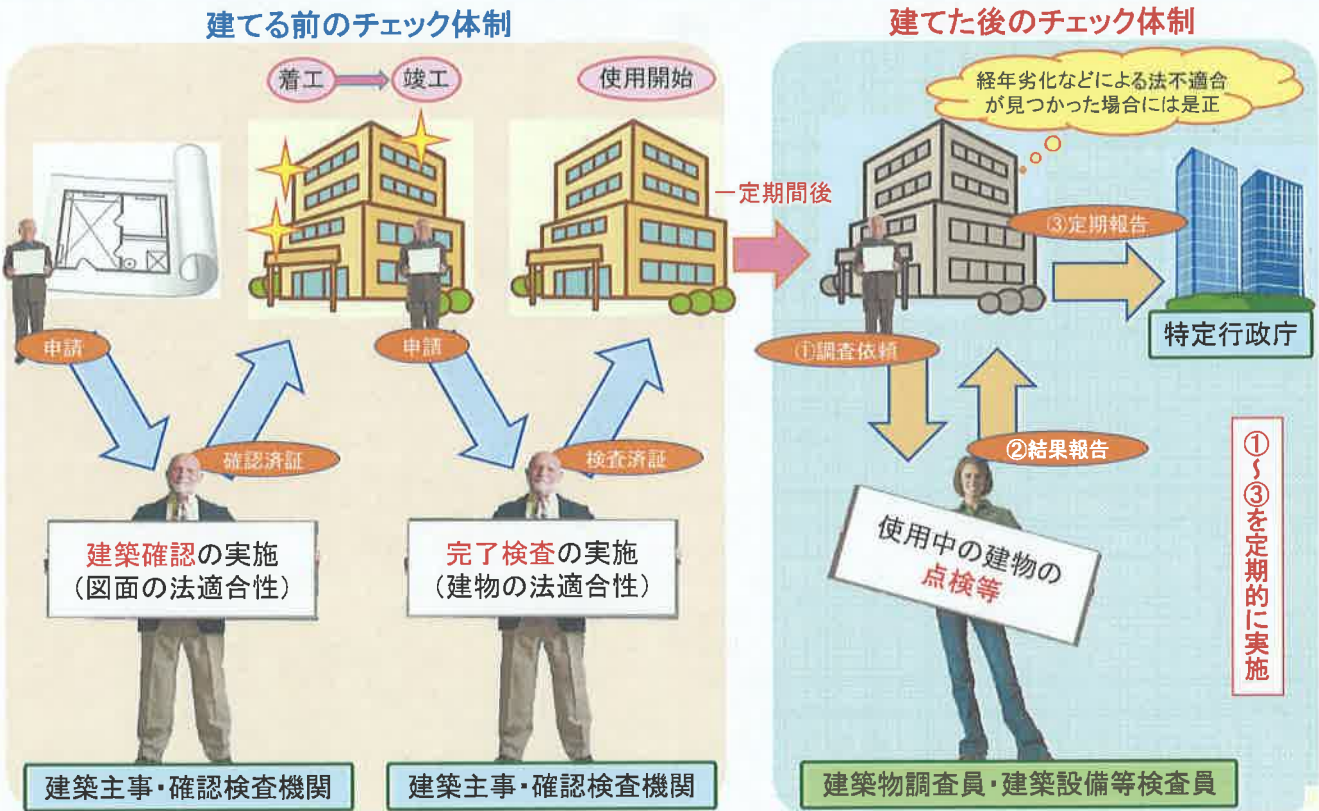 建てる前のチェック体制
着工
竣工
使用開始
申請
申請
確認済証
検査済証
建築確認の実施
(図面の法適合性)
完了検査の実施
(建物の法適合性)
建築主事・確認検査機関
建築主事・確認検査機関
一定期間後
建てた後のチェック体制
経年劣化などによる法不適合
が見つかった場合には是正
③定期報告
特定行政庁
①調査依頼
②結果報告
使用中の建物の
点検等
①~③を定期的に実施
建築物調査員・建築設備等検査員